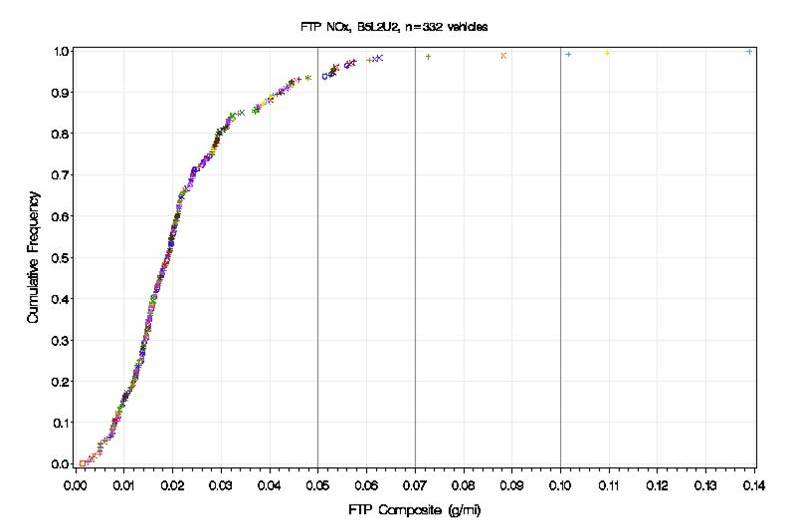 FTP NOx, B5L2U2, n=332 vehicles
1.0
0.9
0.8
0.7
0.6
0.5
0.4
0.3
0.2
0.1
0.0
Cumulative Frequency
0.00 0.01 0.02 0.03 0.04 0.05 0.06 0.07 0.08 0.09 0.10 0.11 0.12 0.13 0.14
FTP Composite (g/mi)